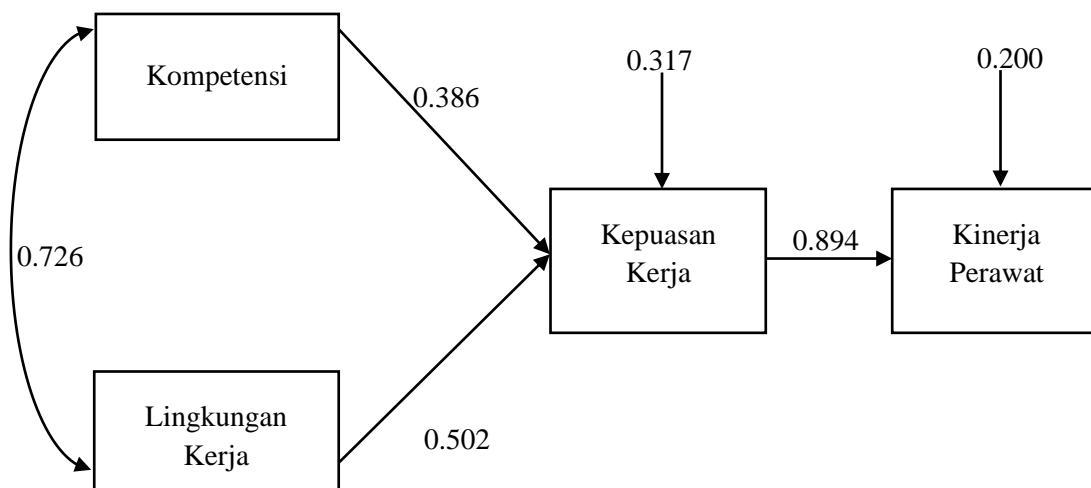 Kompetensi
0.386
0.317
0.200
0.726
Kepuasan
Kerja
0.894
Kinerja
Perawat
Lingkungan
Kerja
0.502